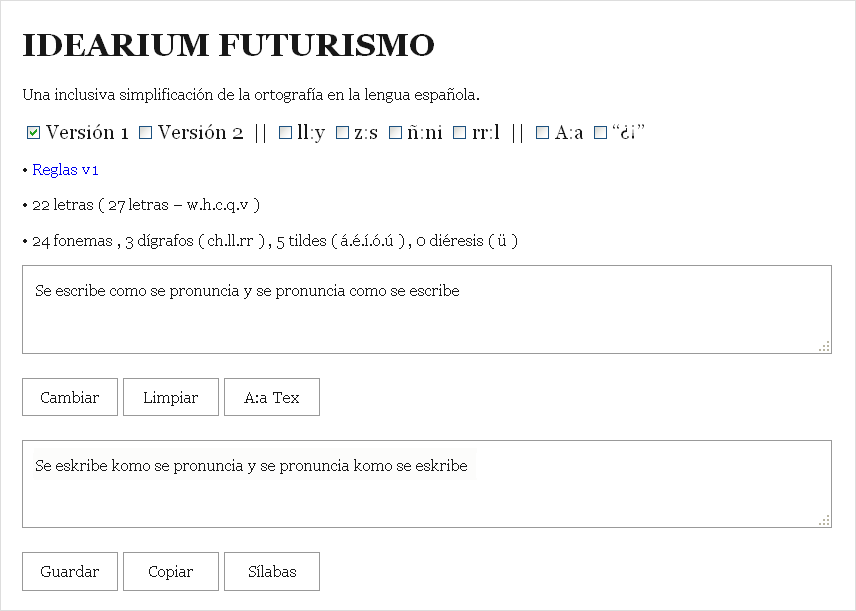 IDEARIUM FUTURISMO
Una inclusiva simplificación de la ortografía en la lengua española.
Versión 1 Versión 2 || ll:y z:s ñ:ni rr:l || A:a “¿¡”
• Reglas v1
• 22 letras ( 27 letras – w.h.c.q.v )
• 24 fonemas , 3 dígrafos ( ch.ll.rr ) , 5 tildes ( á.é.í.ó.ú ) , 0 diéresis ( ü )
Se escribe como se pronuncia y se pronuncia como se escribe
Cambiar Limpiar A:a Tex
Se eskribe komo se pronuncia y se pronuncia komo se eskribe
Guardar Copiar Sílabas